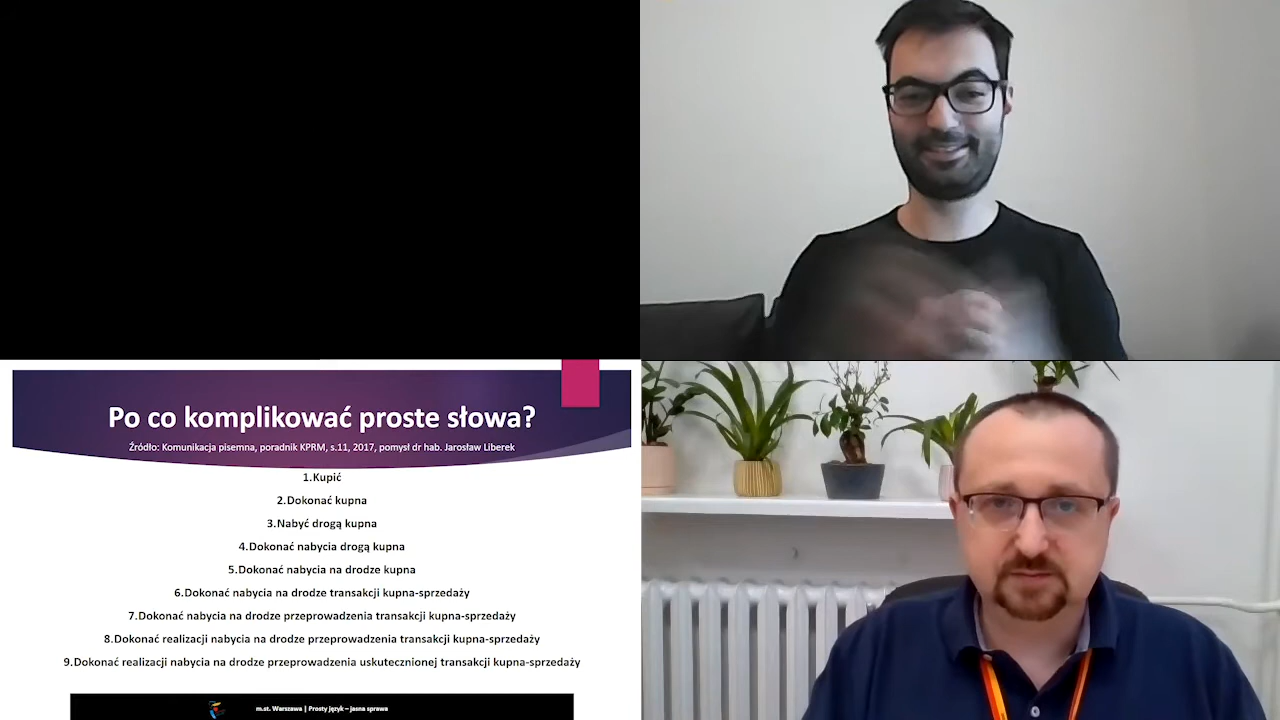 Po co komplikować proste słowa?
Źródło: Komunikacja pisemna, poradnik KPRM, s.11, 2017, pomysł dr hab. Jarosław Liberek
1.Kupić
2.Dokonać kupna
3.Nabyć drogą kupna
4.Dokonać nabycia drogą kupna
5.Dokonać nabycia na drodze kupna
6.Dokonać nabycia na drodze transakcji kupna-sprzedaży
7.Dokonać nabycia na drodze przeprowadzenia transakcji kupna-sprzedaży
8.Dokonać realizacji nabycia na drodze przeprowadzenia transakcji kupna-sprzedaży
9.Dokonać realizacji nabycia na drodze przeprowadzenia uskutecznionej transakcji kupna-sprzedaży
m.st. Warszawa | Prosty język – jasna sprawa